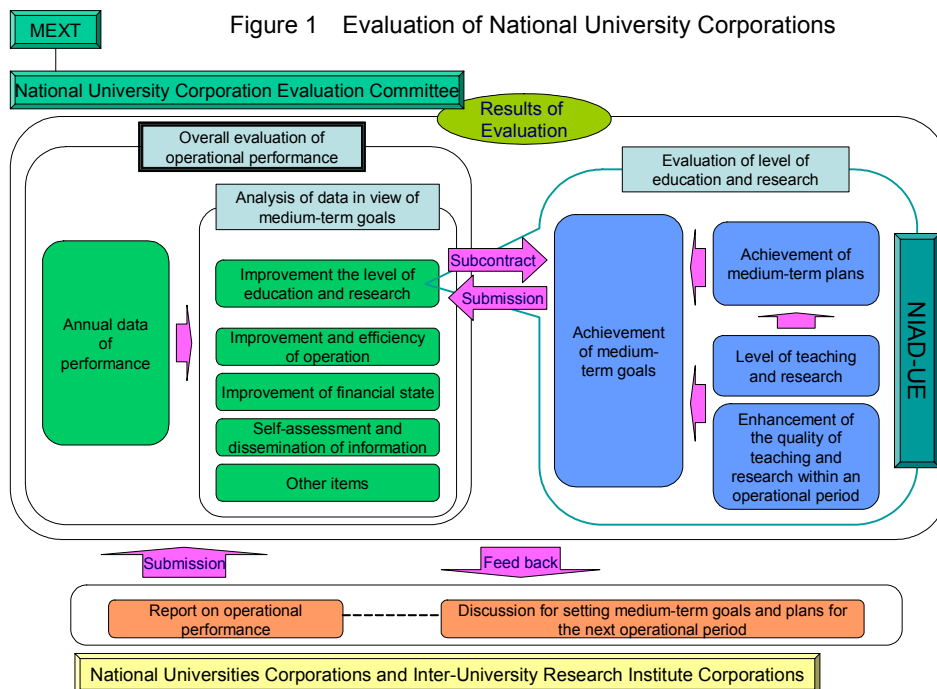 Figure 1 Evaluation of National University Corporations
MEXT
National University Corporation Evaluation Committee
Results of
Evaluation
Overall evaluation of
operational performance
Analysis of data in view of
medium-term goals
Annual data
of
performance
Improvement the level of
education and research
Improvement and efficiency
of operation
Improvement of financial state
Self-assessment and
dissemination of information
Other items
Subcontract
Submission
Evaluation of level of
education and research
Achievement
of medium-
term goals
Achievement of
medium-term plans
Level of teaching
and research
Enhancement of
the quality of
teaching and
research within an
operational period
NIAD-UE
Submission
Feed back
Report on operational
performance
Discussion for setting medium-term goals and plans for
the next operational period
National Universities Corporations and Inter-University Research Institute Corporations